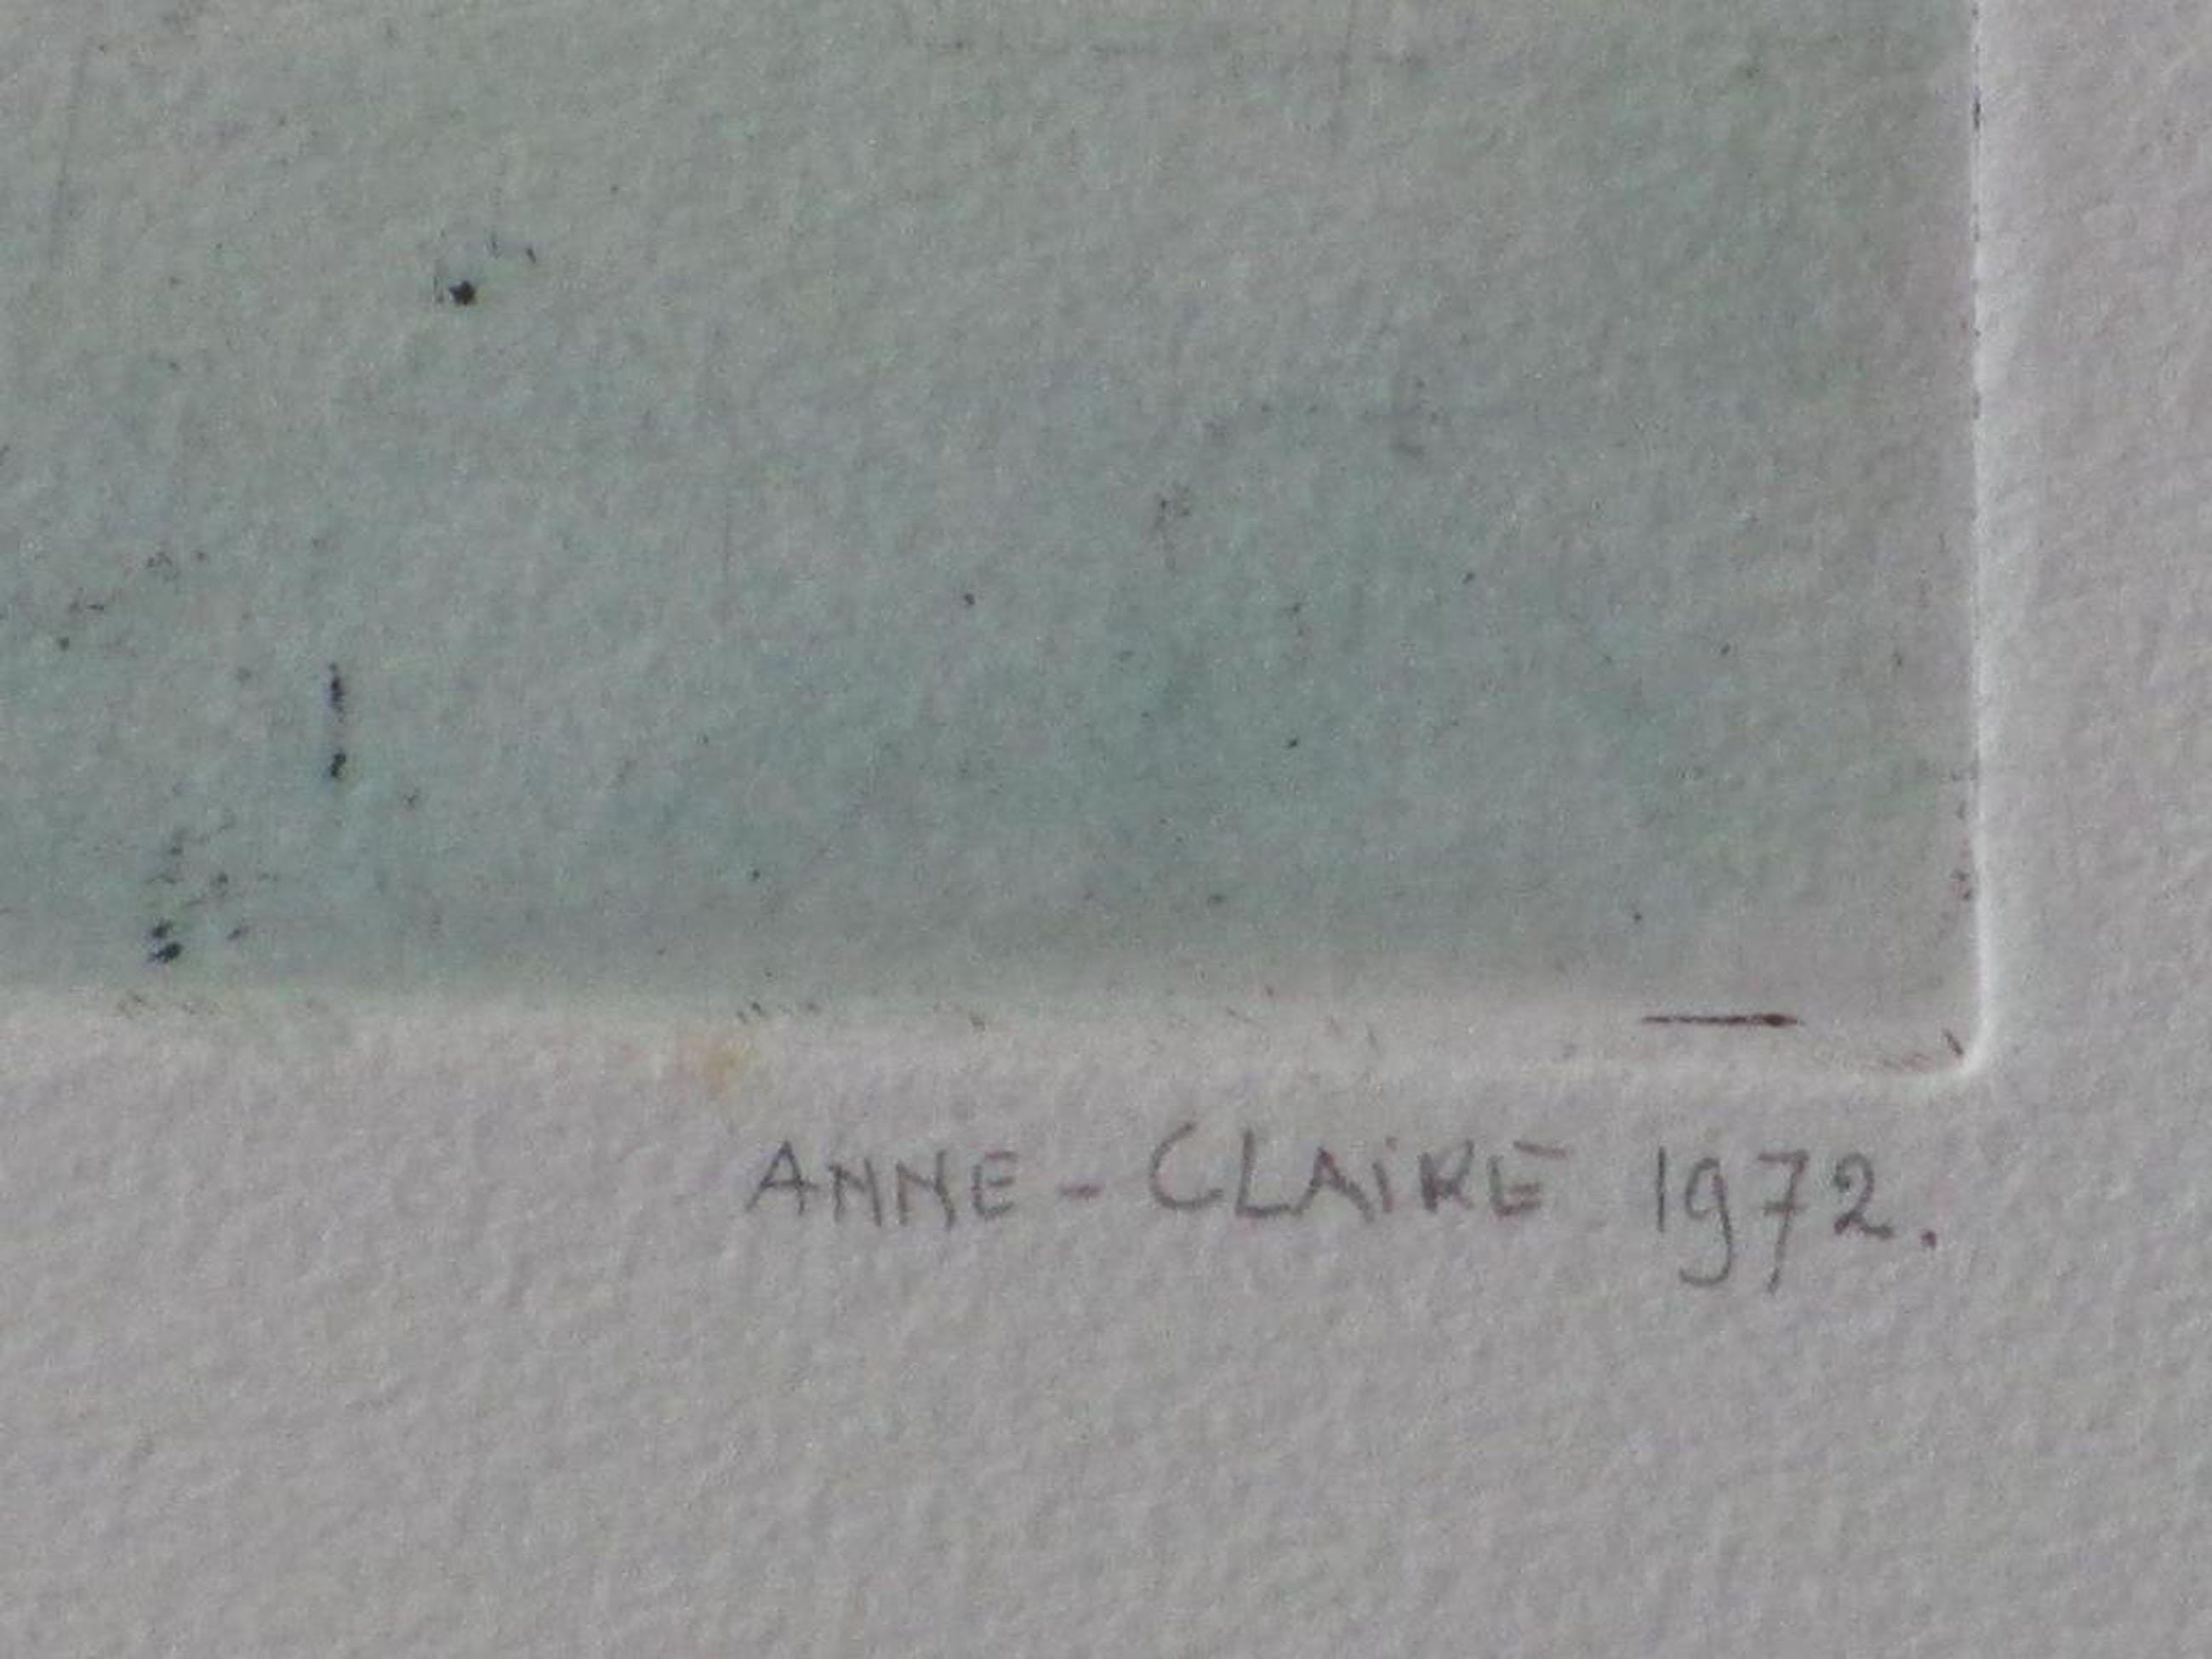 ANNE - CLAiRE 1972.